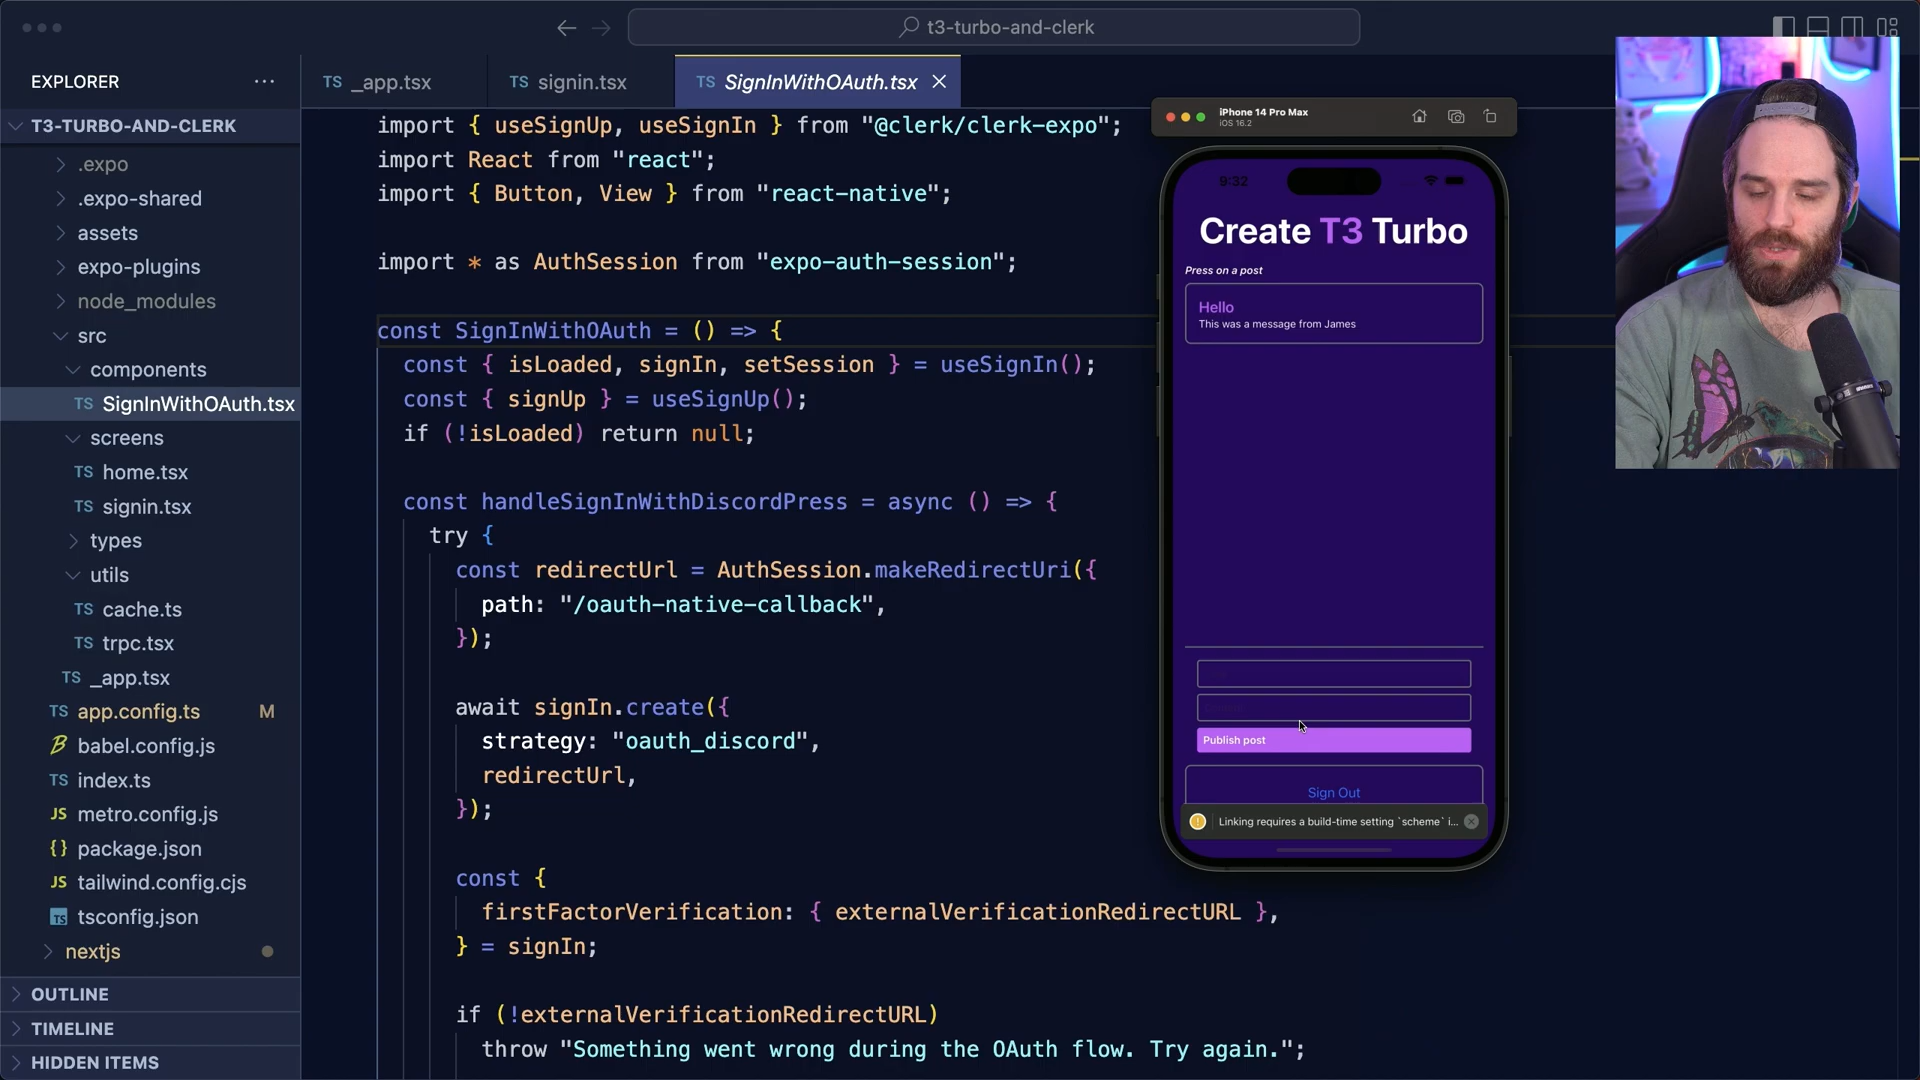 t3-turbo-and-clerk
EXPLORER
T3-TURBO-AND-CLERK
.expo
.expo-shared
assets
expo-plugins
node_modules
src
components
TS SignInWithOAuth.tsx
screens
TS home.tsx
TS signin.tsx
types
utils
TS cache.ts
TS trpc.tsx
TS _app.tsx
TS app.config.ts M
babel.config.js
TS index.ts
JS metro.config.js
{} package.json
JS tailwind.config.cjs
TS tsconfig.json
nextjs
OUTLINE
TIMELINE
HIDDEN ITEMS
TS _app.tsx
TS signin.tsx
TS SignInWithOAuth.tsx
import { useSignUp, useSignIn } from "@clerk/clerk-expo";
import React from "react";
import { Button, View } from "react-native";
import * as AuthSession from "expo-auth-session";
const SignInWithOAuth = () => {
const { isLoaded, signIn, setSession } = useSignIn();
const { signUp } = useSignUp();
if (!isLoaded) return null;
const handleSignInWithDiscordPress = async () => {
try {
const redirectUrl = AuthSession.makeRedirectUri({
path: "/oauth-native-callback",
});
await signIn.create({
strategy: "oauth_discord",
redirectUrl,
});
const {
firstFactorVerification: { externalVerificationRedirectURL },
} = signIn;
if (!externalVerificationRedirectURL)
throw "Something went wrong during the OAuth flow. Try again.";
iPhone 14 Pro Max
iOS 16.2
9:32
Create T3 Turbo
Press on a post
Hello
This was a message from James
Publish post
Sign Out
Linking requires a build-time setting `scheme` i...